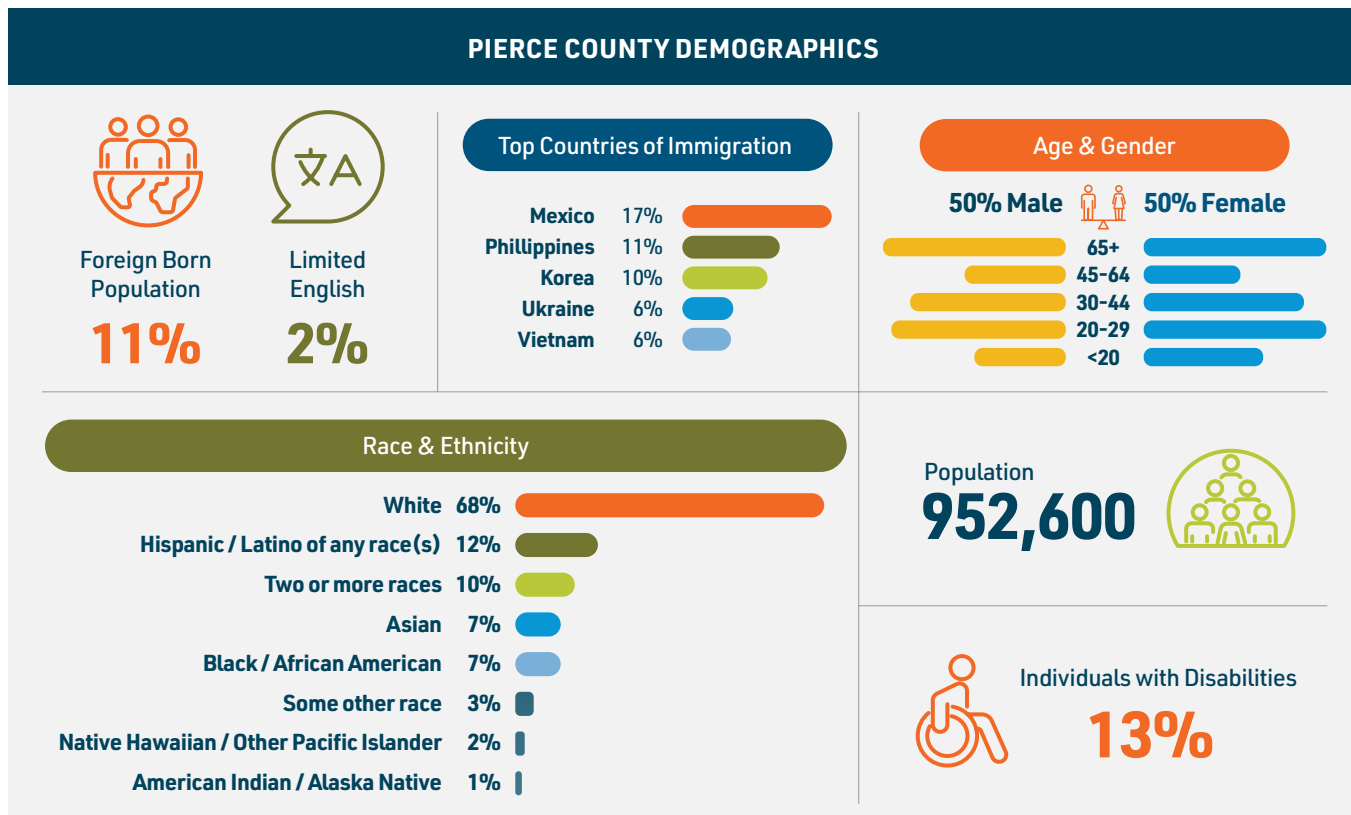 PIERCE COUNTY DEMOGRAPHICS
文A
Foreign Born
Population
11%
Limited
English
2%
Top Countries of Immigration
Mexico 17%
Phillippines 11%
Korea 10%
Ukraine 6%
Vietnam 6%
Age & Gender
50% Male 50% Female
65+
45-64
30-44
20-29
<20
Race & Ethnicity
White 68%
Hispanic / Latino of any race(s) 12%
Two or more races 10%
Asian 7%
Black / African American 7%
Some other race 3%
Native Hawaiian / Other Pacific Islander 2%
American Indian / Alaska Native 1%
Population
952,600
Individuals with Disabilities
13%